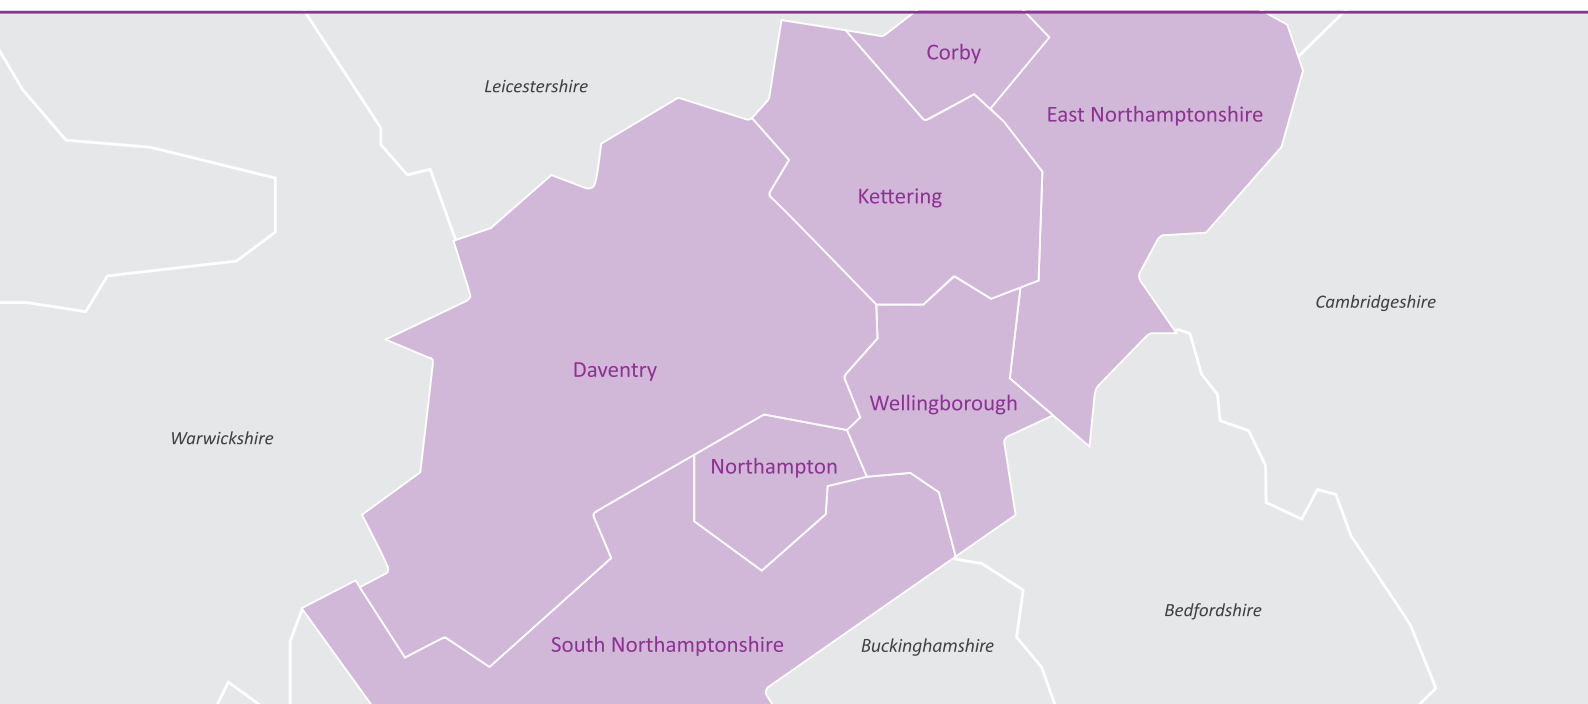 Corby
Leicestershire
East Northamptonshire
Kettering
Cambridgeshire
Daventry
Wellingborough
Warwickshire
Northampton
Bedfordshire
South Northamptonshire
Buckinghamshire